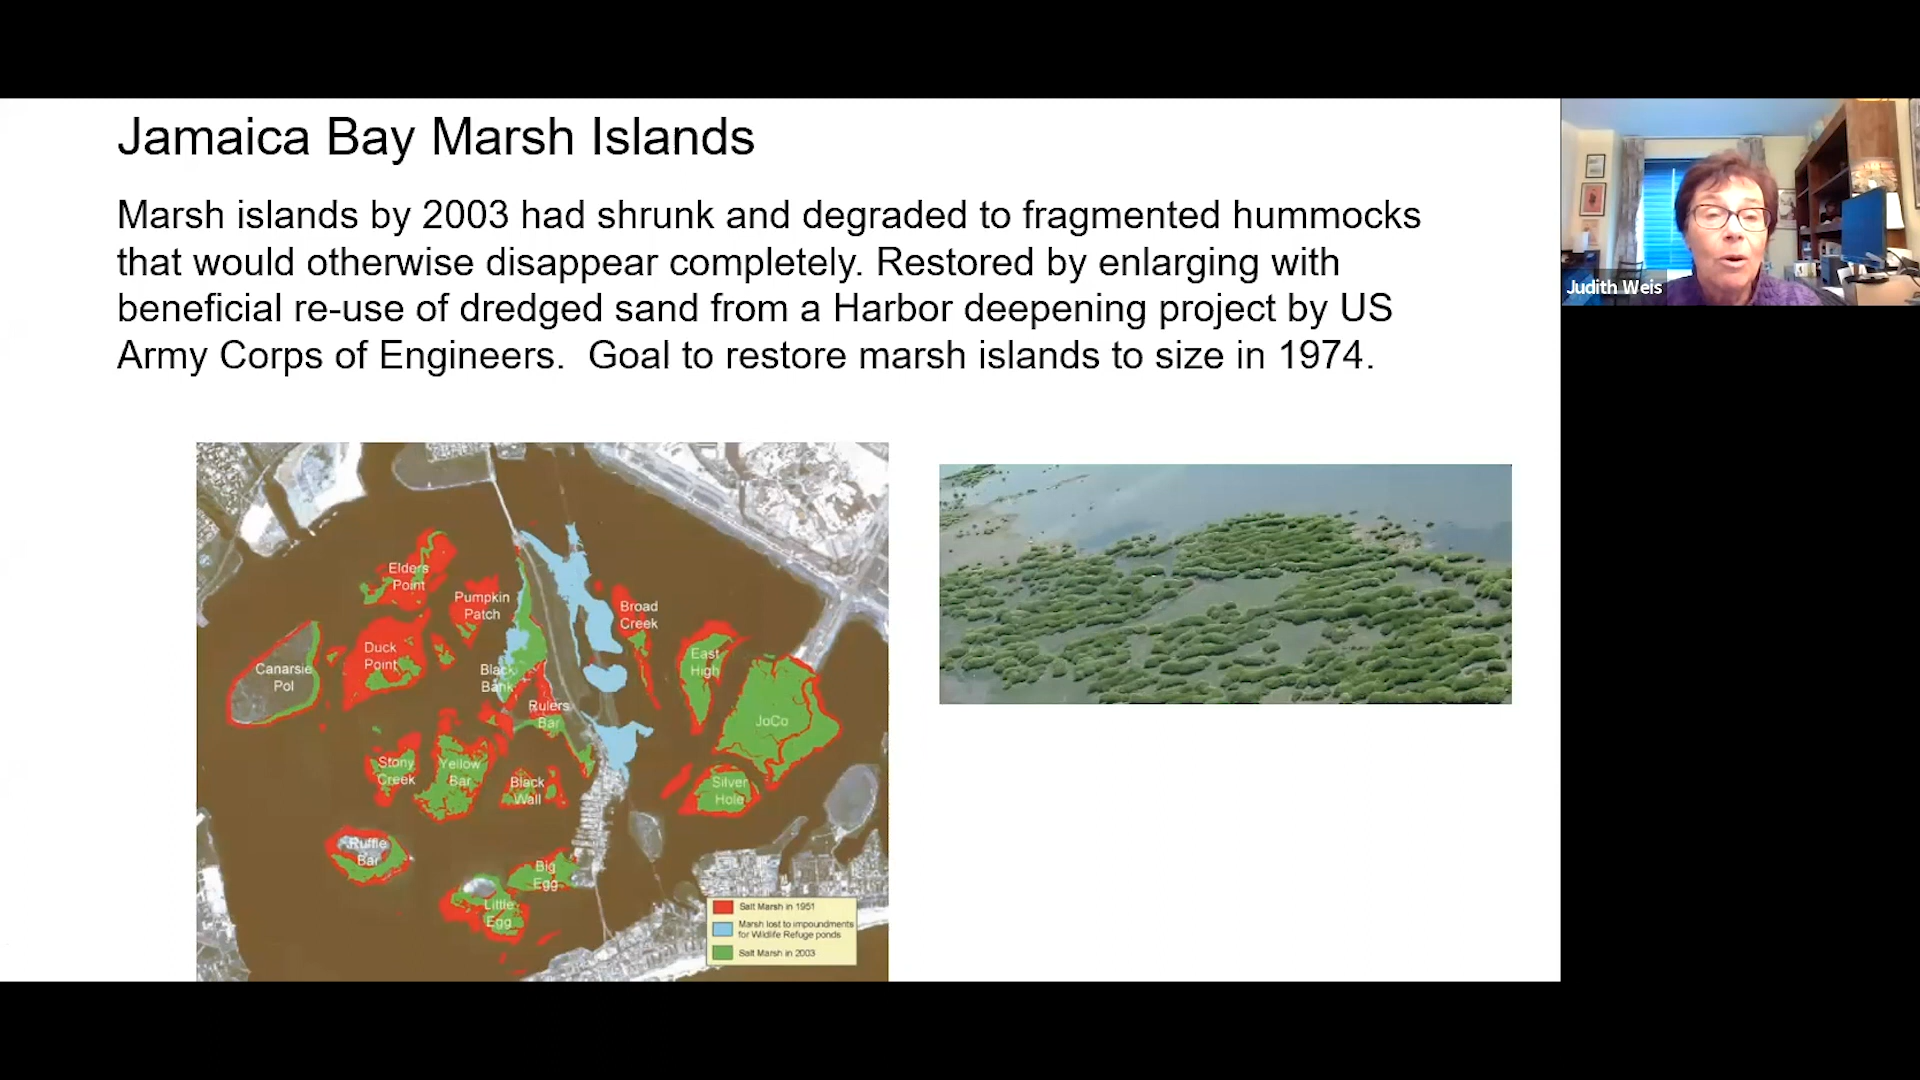 Jamaica Bay Marsh Islands
Marsh islands by 2003 had shrunk and degraded to fragmented hummocks
that would otherwise disappear completely. Restored by enlarging with
beneficial re-use of dredged sand from a Harbor deepening project by US
Army Corps of Engineers.  Goal to restore marsh islands to size in 1974.
Judith Weis
Elders
Point
Pumpkin
Patch
Broad
Creek
Duck
Point
Canarsie
Pol
Black
Bank
East
High
Rulers
Bar
JoCo
Stony
Creek
Yellow
Bar
Black
Wall
Silver
Hole
Ruffle
Bar
Big
Egg
Little
Egg
Salt Marsh in 1951
Marsh lost to impoundments
for Wildlife Refuge ponds
Salt Marsh in 2003